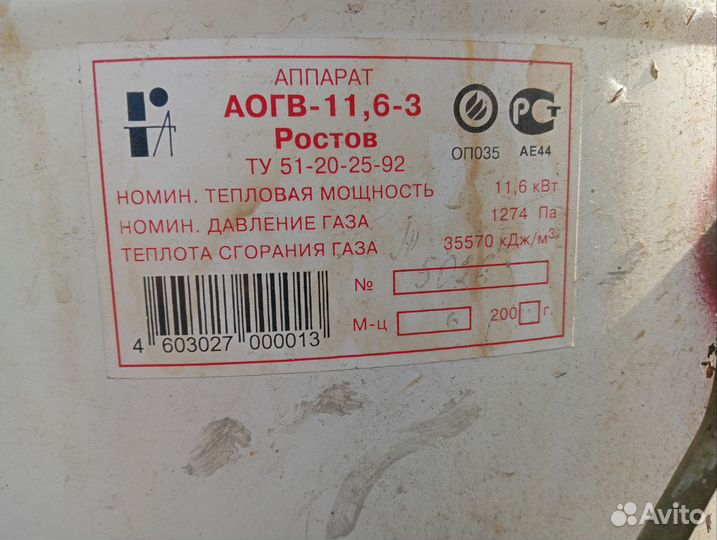 АППАРАТ
АОГВ-11,6-3
Ростов
ТУ 51-20-25-92
ОП035
АЕ44
НОМИН. ТЕПЛОВАЯ МОЩНОСТЬ 11,6 кВт
НОМИН. ДАВЛЕНИЕ ГАЗА 1274 Па
ТЕПЛОТА СГОРАНИЯ ГАЗА 35570 кДж/м³
№
М-ц 6 200 г.
4 603027 000013
Avito